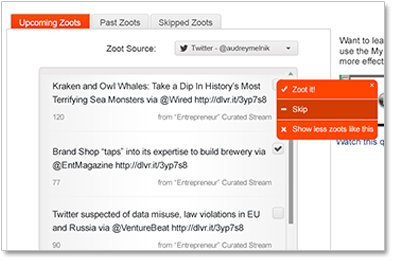 Upcoming Zoots Past Zoots Skipped Zoots
Zoot Source: Twitter - @audreymelnik
Want to lea
use the My
more effect
Kraken and Owl Whales: Take a Dip In History's Most
Terrifying Sea Monsters via @Wired http://dlvr.it/3yp7s8
120 from "Entrepreneur" Curated Stream
Zoot it!
Skip
Show less zoots like this
Watch this q
Brand Shop "taps" into its expertise to build brewery via
@EntMagazine http://dlvr.it/3yp7s8
77 from "Entrepreneur" Curated Stream
Twitter suspected of data misuse, law violations in EU
and Russia via @VentureBeat http://dlvr.it/3yp7s8
90 from "Entrepreneur" Curated Stream